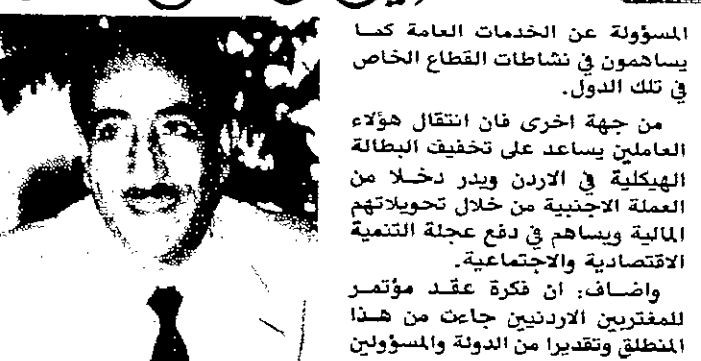 المسؤولة عن الخدمات العامة كما
يساهمون في نشاطات القطاع الخاص
في تلك الدول.
من جهة اخرى فان انتقال هؤلاء
العاملين يساعد على تخفيف البطالة
الهيكلية في الاردن ويدر دخلا من
العملة الاجنبية من خلال تحويلاتهم
المالية ويساهم في دفع عجلة التنمية
الاقتصادية والاجتماعية.
واضاف: ان فكرة عقد مؤتمر
للمغتربين الاردنيين جاءت من هذا
المنطلق وتقديرا من الدولة والمسؤولين